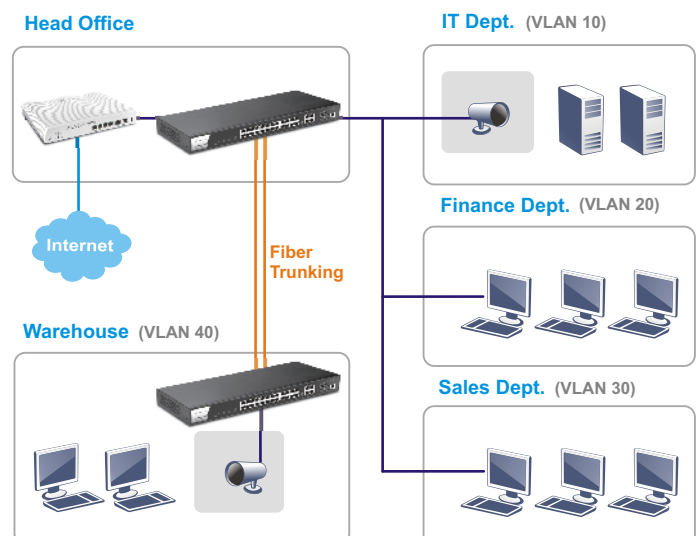 Head Office
IT Dept. (VLAN 10)
Finance Dept. (VLAN 20)
Internet
Fiber
Trunking
Warehouse (VLAN 40)
Sales Dept. (VLAN 30)